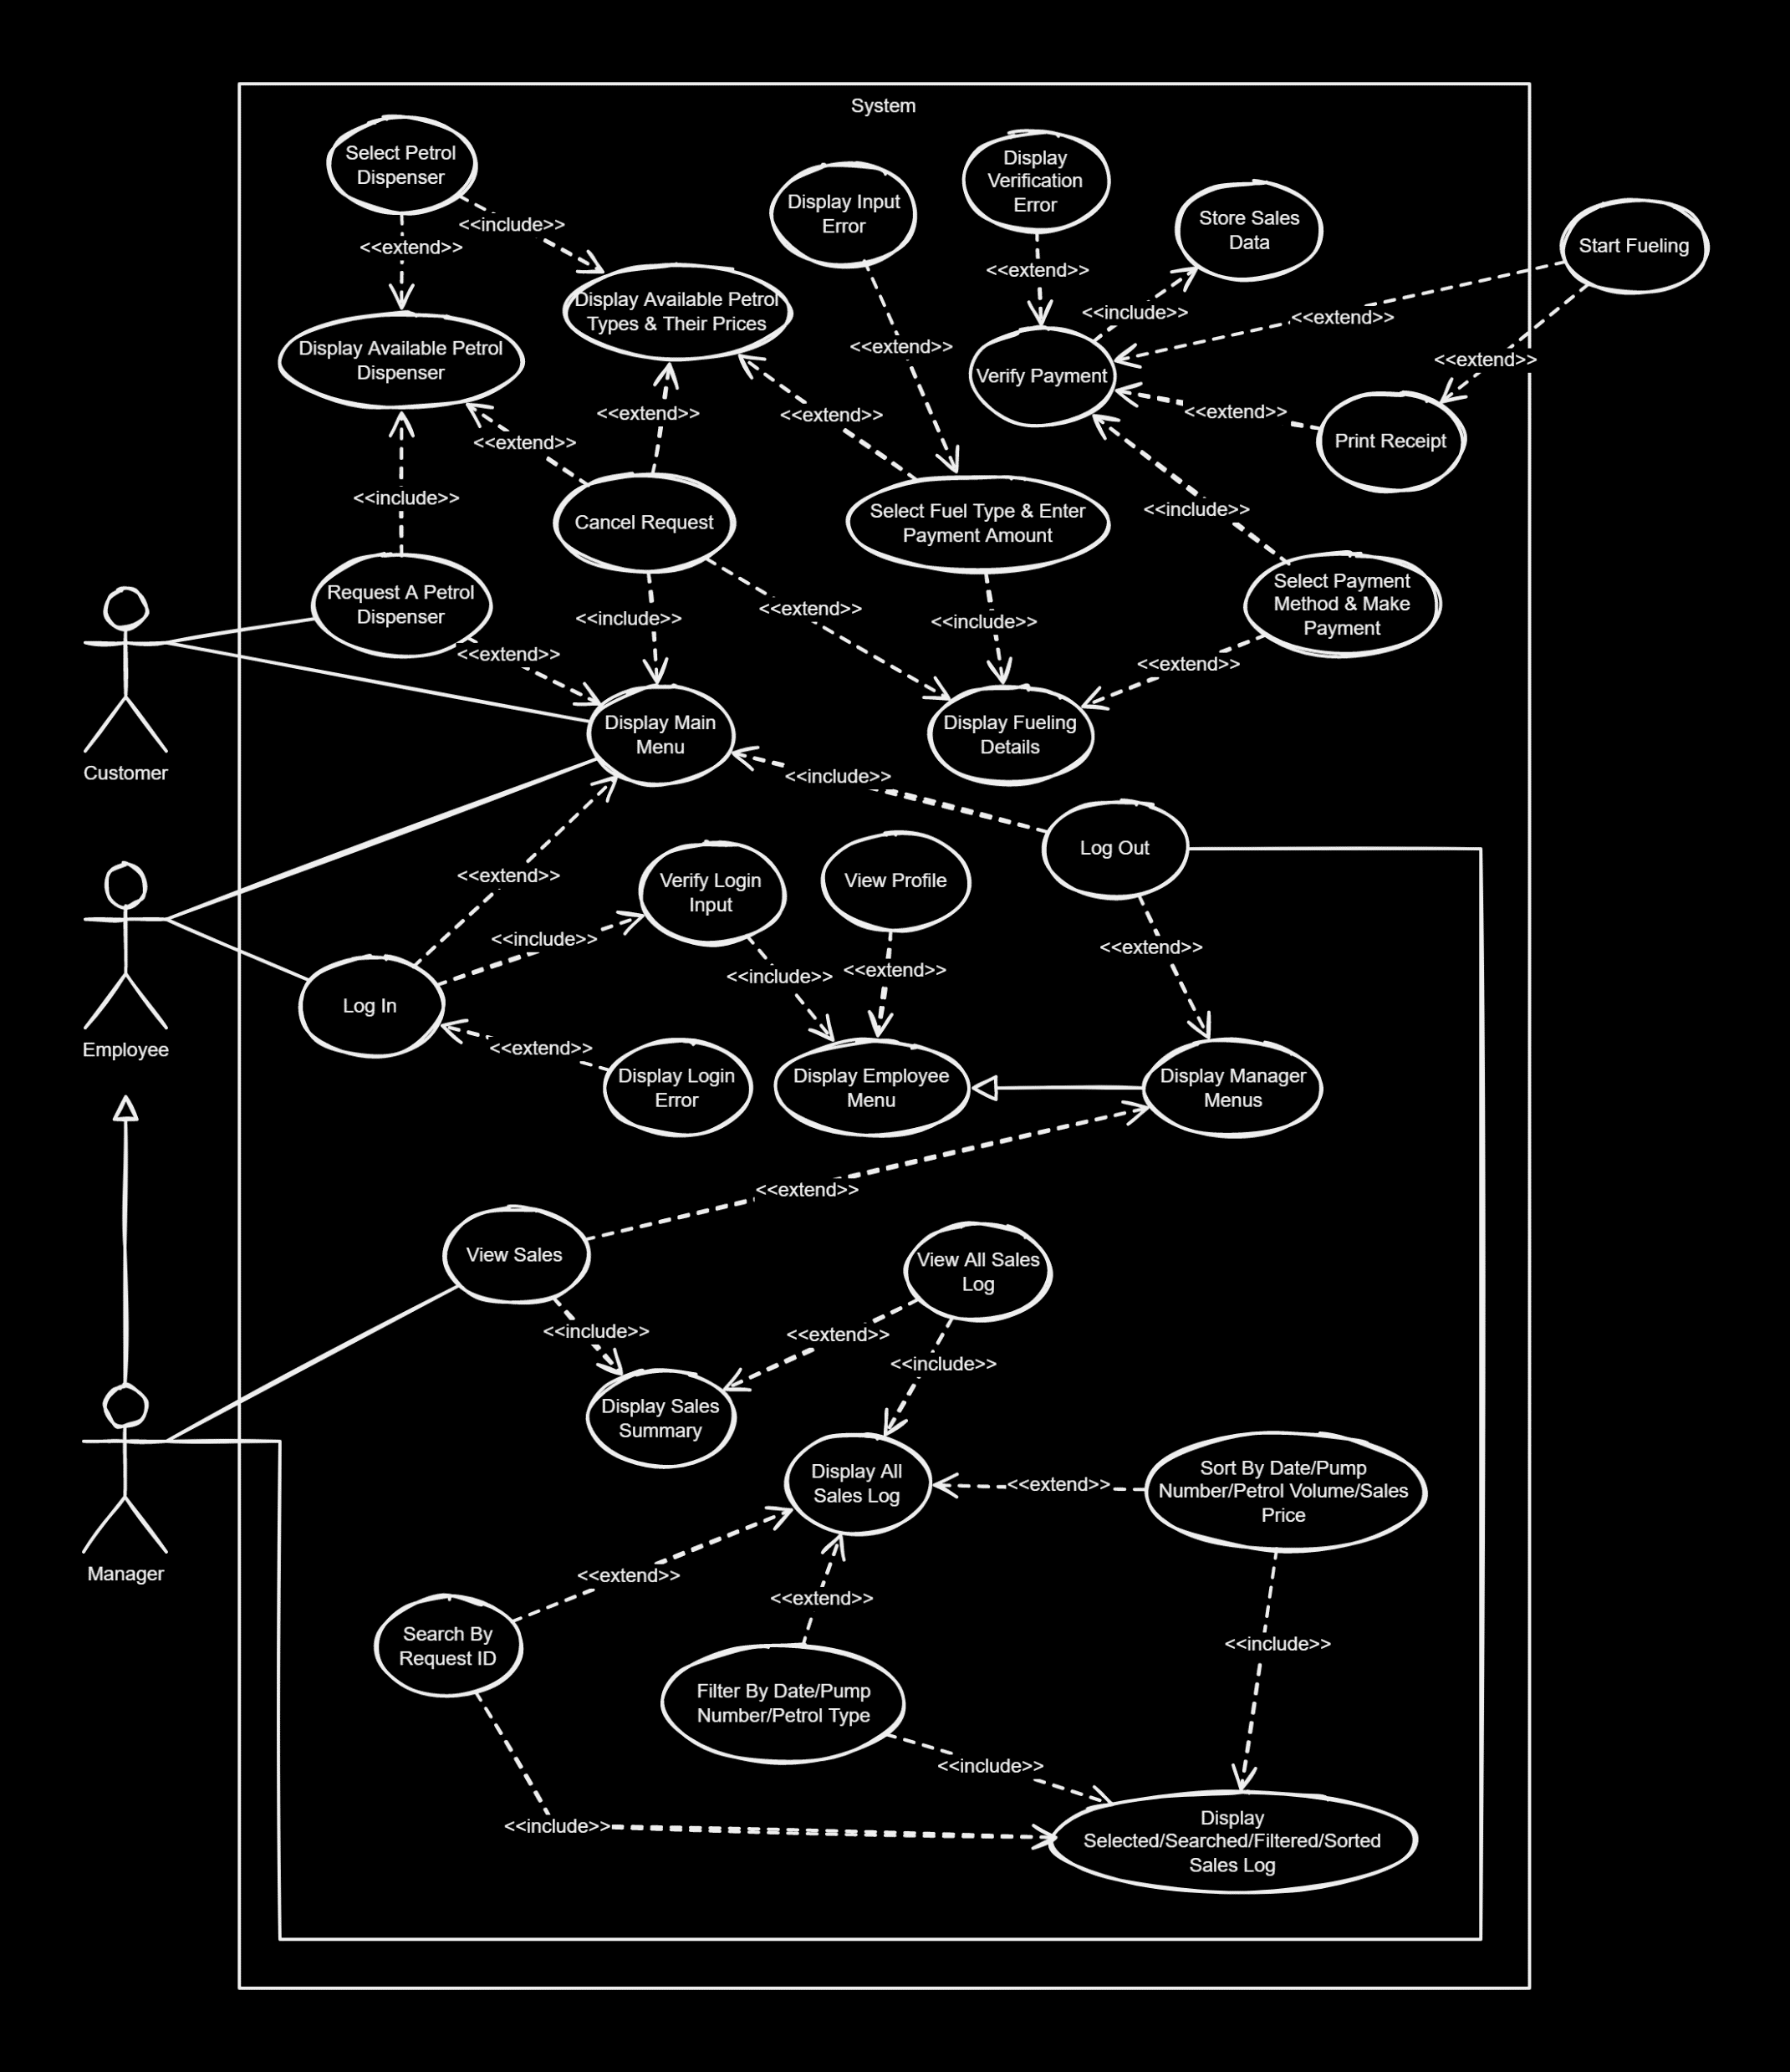 System
Select Petrol
Dispenser
Display
Verification
Error
Display Input
Error
Store Sales
Data
Start Fueling
<<include>>
<<extend>>
<<extend>>
Display Available Petrol
Types & Their Prices
<<include>>
<<extend>>
Display Available Petrol
Dispenser
<<extend>>
<<extend>>
Verify Payment
<<extend>>
<<extend>>
<<extend>>
<<extend>>
Print Receipt
<<include>>
Cancel Request
Select Fuel Type & Enter
Payment Amount
<<include>>
Request A Petrol
Dispenser
<<include>>
<<extend>>
<<include>>
Select Payment
Method & Make
Payment
<<extend>>
<<extend>>
Customer
Display Main
Menu
Display Fueling
Details
<<include>>
Log Out
<<extend>>
Verify Login
Input
View Profile
<<include>>
<<extend>>
<<include>>
<<extend>>
Log In
Employee
<<extend>>
Display Login
Error
Display Employee
Menu
Display Manager
Menus
<<extend>>
View Sales
View All Sales
Log
<<include>>
<<extend>>
<<include>>
Display Sales
Summary
Display All
Sales Log
<<extend>>
Sort By Date/Pump
Number/Petrol Volume/Sales
Price
Manager
<<extend>>
<<extend>>
Search By
Request ID
<<include>>
Filter By Date/Pump
Number/Petrol Type
<<include>>
<<include>>
Display
Selected/Searched/Filtered/Sorted
Sales Log